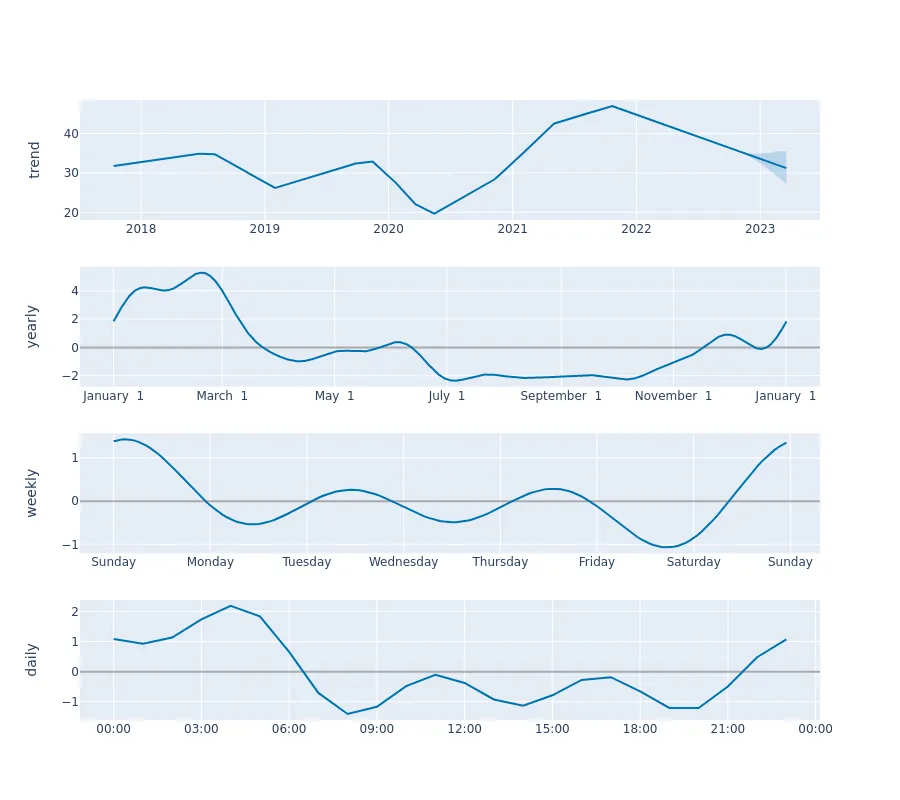 40
30
20
trend
2018 2019 2020 2021 2022 2023
4
2
0
−2
yearly
January 1 March 1 May 1 July 1 September 1 November 1 January 1
1
0
−1
weekly
Sunday Monday Tuesday Wednesday Thursday Friday Saturday Sunday
2
1
0
−1
daily
00:00 03:00 06:00 09:00 12:00 15:00 18:00 21:00 00:00